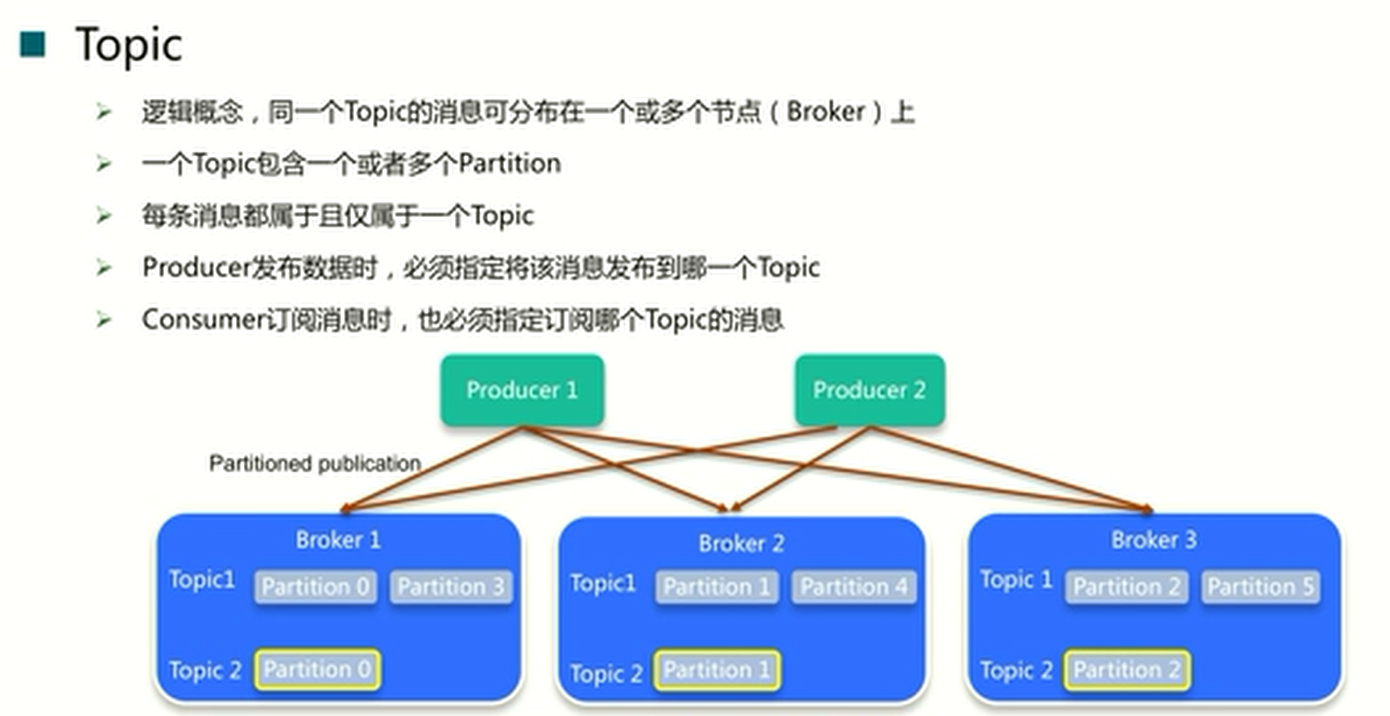 Topic
逻辑概念，同一个Topic的消息可分布在一个或多个节点（Broker）上
一个Topic包含一个或者多个Partition
每条消息都属于且仅属于一个Topic
Producer发布数据时，必须指定将该消息发布到哪一个Topic
Consumer订阅消息时，也必须指定订阅哪个Topic的消息
Producer 1
Producer 2
Partitioned publication
Broker 1
Topic1 Partition 0 Partition 3
Topic 2 Partition 0
Broker 2
Topic1 Partition 1 Partition 4
Topic 2 Partition 1
Broker 3
Topic 1 Partition 2 Partition 5
Topic 2 Partition 2